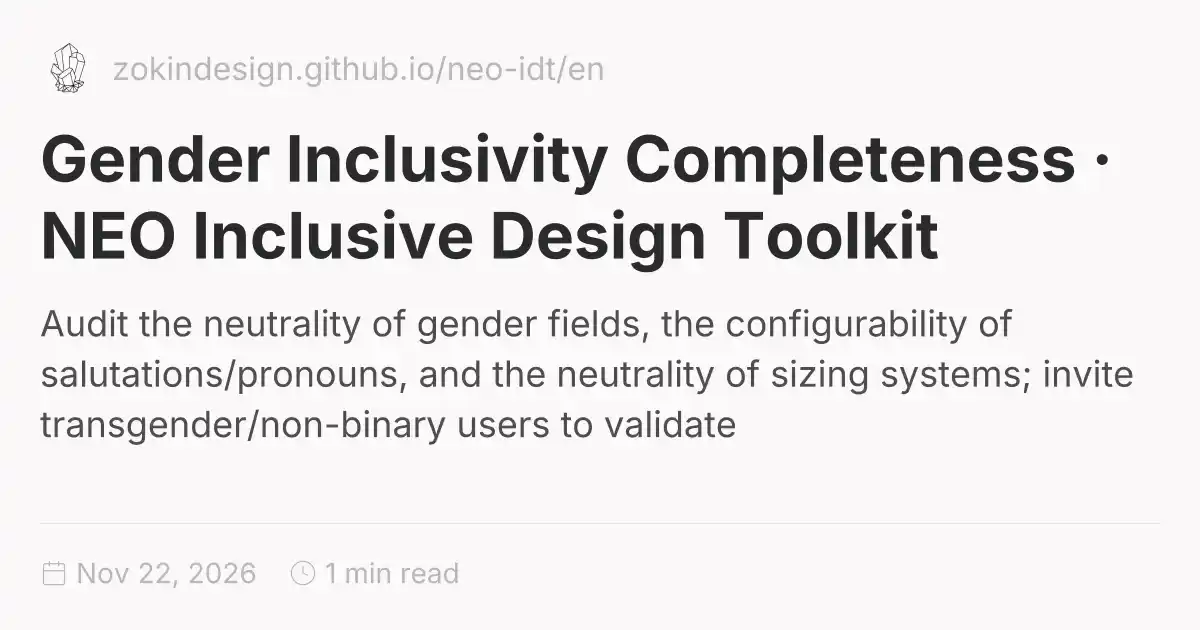 zokindesign.github.io/neo-idt/en
Gender Inclusivity Completeness ·
NEO Inclusive Design Toolkit
Audit the neutrality of gender fields, the configurability of
salutations/pronouns, and the neutrality of sizing systems; invite
transgender/non-binary users to validate
Nov 22, 2026 1 min read